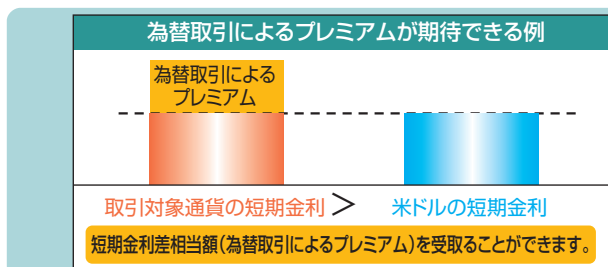 為替取引によるプレミアムが期待できる例
為替取引による
プレミアム
取引対象通貨の短期金利 > 米ドルの短期金利
短期金利差相当額(為替取引によるプレミアム)を受取ることができます。